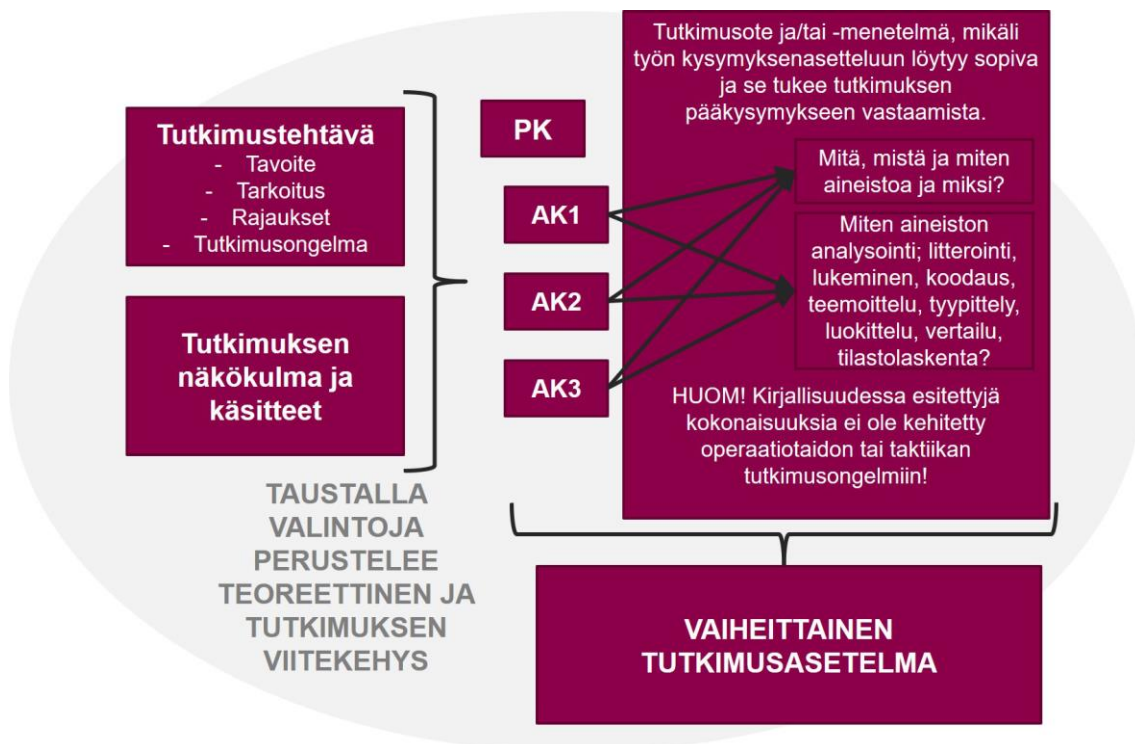 Tutkimustehtävä
- Tavoite
- Tarkoitus
- Rajaukset
- Tutkimusongelma
Tutkimuksen
näkökulma ja
käsitteet
TAUSTALLA
VALINTOJA
PERUSTELEE
TEOREETTINEN JA
TUTKIMUKSEN
VIITEKEHYS
PK
AK1
AK2
AK3
Tutkimusote ja/tai -menetelmä, mikäli
työn kysymyksenasetteluun löytyy sopiva
ja se tukee tutkimuksen
pääkysymykseen vastaamista.
Mitä, mistä ja miten
aineistoa ja miksi?
Miten aineiston
analysointi; litterointi,
lukeminen, koodaus,
teemoittelu, tyypittely,
luokittelu, vertailu,
tilastolaskenta?
HUOM! Kirjallisuudessa esitettyjä
kokonaisuuksia ei ole kehitetty
operaatiotaidon tai taktiikan
tutkimusongelmiin!
VAIHEITTAINEN
TUTKIMUSASETELMA